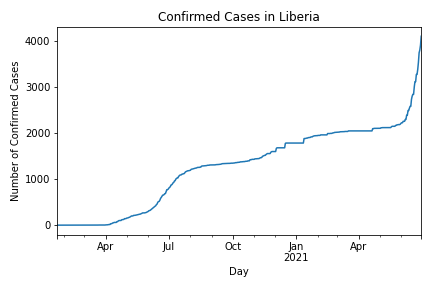 Confirmed Cases in Liberia
Number of Confirmed Cases
4000
3000
2000
1000
0
Apr
Jul
Oct
Jan
2021
Apr
Day